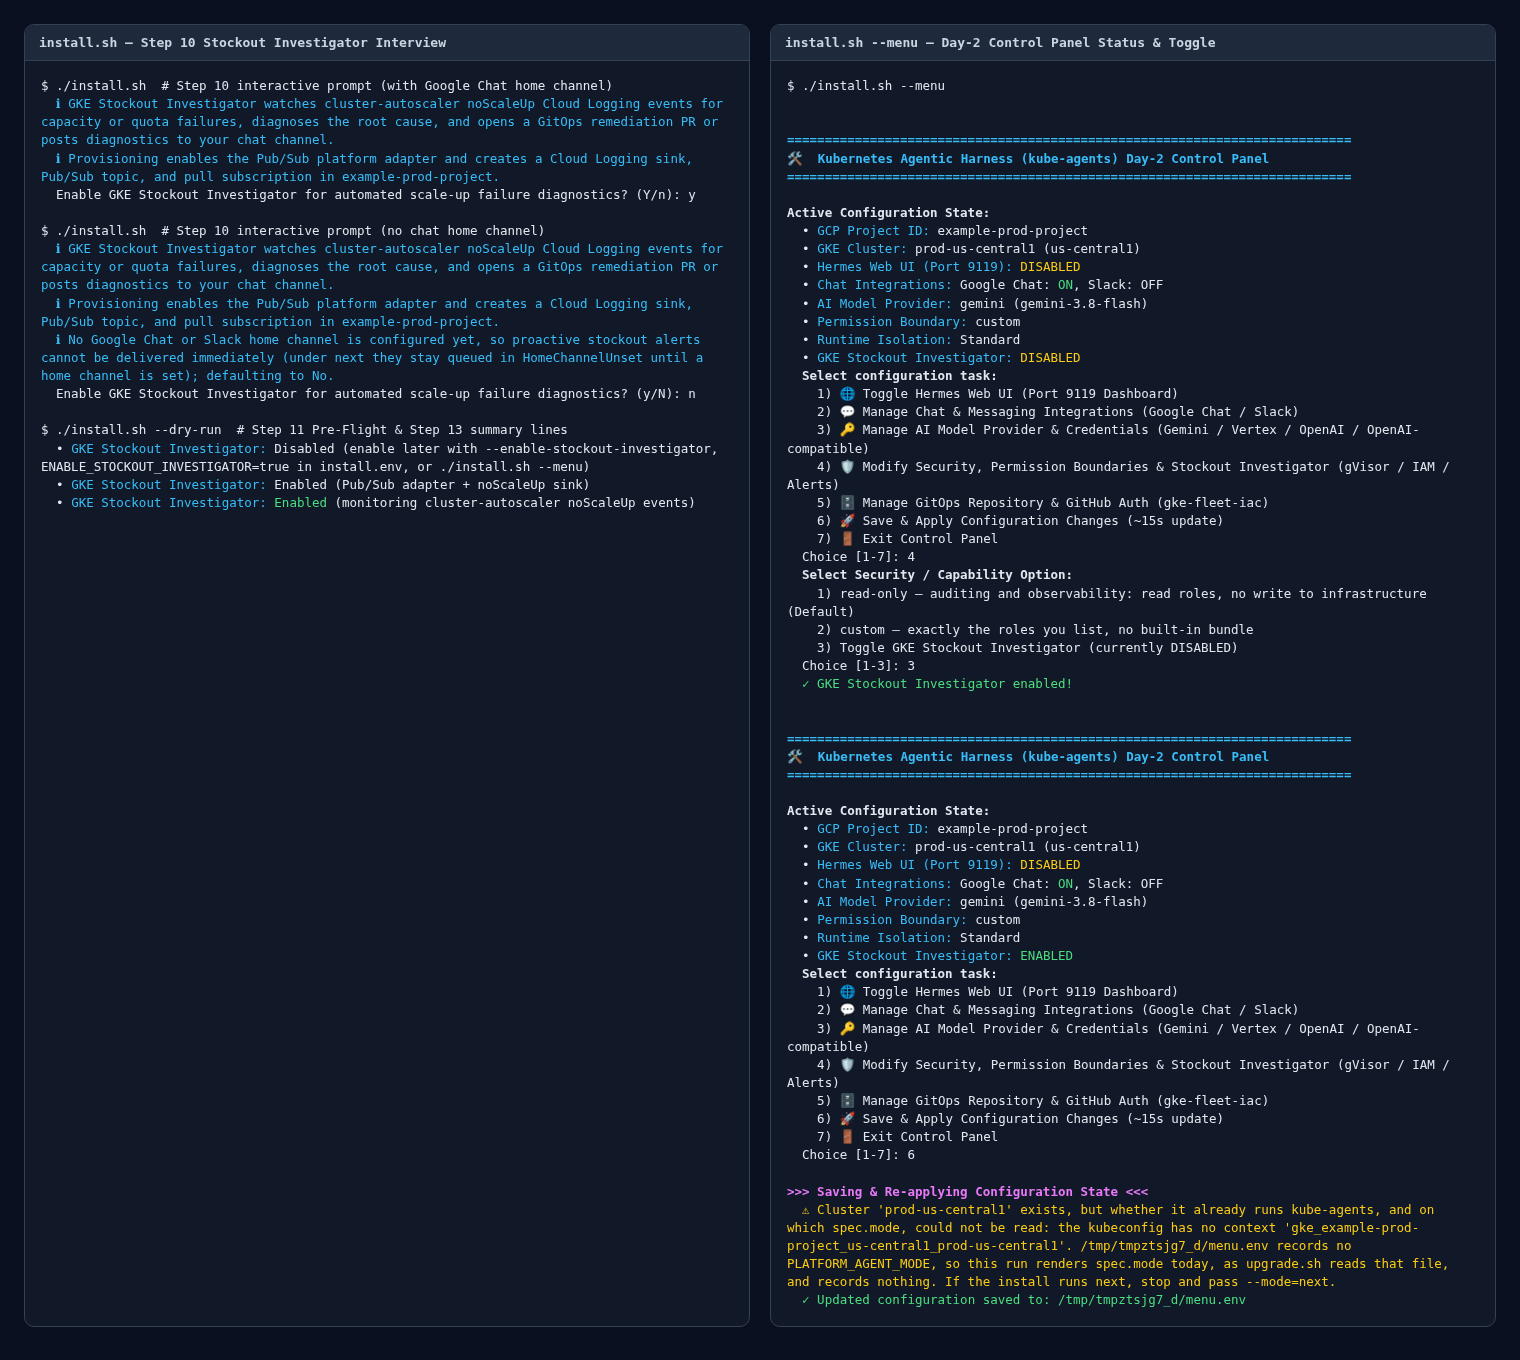 install.sh — Step 10 Stockout Investigator Interview
$ ./install.sh  # Step 10 interactive prompt (with Google Chat home channel)
ℹ GKE Stockout Investigator watches cluster-autoscaler noScaleUp Cloud Logging events for
capacity or quota failures, diagnoses the root cause, and opens a GitOps remediation PR or
posts diagnostics to your chat channel.
ℹ Provisioning enables the Pub/Sub platform adapter and creates a Cloud Logging sink,
Pub/Sub topic, and pull subscription in example-prod-project.
Enable GKE Stockout Investigator for automated scale-up failure diagnostics? (Y/n): y
$ ./install.sh  # Step 10 interactive prompt (no chat home channel)
ℹ GKE Stockout Investigator watches cluster-autoscaler noScaleUp Cloud Logging events for
capacity or quota failures, diagnoses the root cause, and opens a GitOps remediation PR or
posts diagnostics to your chat channel.
ℹ Provisioning enables the Pub/Sub platform adapter and creates a Cloud Logging sink,
Pub/Sub topic, and pull subscription in example-prod-project.
ℹ No Google Chat or Slack home channel is configured yet, so proactive stockout alerts
cannot be delivered immediately (under next they stay queued in HomeChannelUnset until a
home channel is set); defaulting to No.
Enable GKE Stockout Investigator for automated scale-up failure diagnostics? (y/N): n
$ ./install.sh --dry-run  # Step 11 Pre-Flight & Step 13 summary lines
• GKE Stockout Investigator: Disabled (enable later with --enable-stockout-investigator,
ENABLE_STOCKOUT_INVESTIGATOR=true in install.env, or ./install.sh --menu)
• GKE Stockout Investigator: Enabled (Pub/Sub adapter + noScaleUp sink)
• GKE Stockout Investigator: Enabled (monitoring cluster-autoscaler noScaleUp events)
install.sh --menu — Day-2 Control Panel Status & Toggle
$ ./install.sh --menu
===========================================================================
🛠️  Kubernetes Agentic Harness (kube-agents) Day-2 Control Panel
===========================================================================
Active Configuration State:
• GCP Project ID: example-prod-project
• GKE Cluster: prod-us-central1 (us-central1)
• Hermes Web UI (Port 9119): DISABLED
• Chat Integrations: Google Chat: ON, Slack: OFF
• AI Model Provider: gemini (gemini-3.8-flash)
• Permission Boundary: custom
• Runtime Isolation: Standard
• GKE Stockout Investigator: DISABLED
Select configuration task:
1) 🌐 Toggle Hermes Web UI (Port 9119 Dashboard)
2) 💬 Manage Chat & Messaging Integrations (Google Chat / Slack)
3) 🔑 Manage AI Model Provider & Credentials (Gemini / Vertex / OpenAI / OpenAI-
compatible)
4) 🛡️ Modify Security, Permission Boundaries & Stockout Investigator (gVisor / IAM /
Alerts)
5) 🗄️ Manage GitOps Repository & GitHub Auth (gke-fleet-iac)
6) 🚀 Save & Apply Configuration Changes (~15s update)
7) 🚪 Exit Control Panel
Choice [1-7]: 4
Select Security / Capability Option:
1) read-only — auditing and observability: read roles, no write to infrastructure
(Default)
2) custom — exactly the roles you list, no built-in bundle
3) Toggle GKE Stockout Investigator (currently DISABLED)
Choice [1-3]: 3
✓ GKE Stockout Investigator enabled!
===========================================================================
🛠️  Kubernetes Agentic Harness (kube-agents) Day-2 Control Panel
===========================================================================
Active Configuration State:
• GCP Project ID: example-prod-project
• GKE Cluster: prod-us-central1 (us-central1)
• Hermes Web UI (Port 9119): DISABLED
• Chat Integrations: Google Chat: ON, Slack: OFF
• AI Model Provider: gemini (gemini-3.8-flash)
• Permission Boundary: custom
• Runtime Isolation: Standard
• GKE Stockout Investigator: ENABLED
Select configuration task:
1) 🌐 Toggle Hermes Web UI (Port 9119 Dashboard)
2) 💬 Manage Chat & Messaging Integrations (Google Chat / Slack)
3) 🔑 Manage AI Model Provider & Credentials (Gemini / Vertex / OpenAI / OpenAI-
compatible)
4) 🛡️ Modify Security, Permission Boundaries & Stockout Investigator (gVisor / IAM /
Alerts)
5) 🗄️ Manage GitOps Repository & GitHub Auth (gke-fleet-iac)
6) 🚀 Save & Apply Configuration Changes (~15s update)
7) 🚪 Exit Control Panel
Choice [1-7]: 6
>>> Saving & Re-applying Configuration State <<<
⚠ Cluster 'prod-us-central1' exists, but whether it already runs kube-agents, and on
which spec.mode, could not be read: the kubeconfig has no context 'gke_example-prod-
project_us-central1_prod-us-central1'. /tmp/tmpztsjg7_d/menu.env records no
PLATFORM_AGENT_MODE, so this run renders spec.mode today, as upgrade.sh reads that file,
and records nothing. If the install runs next, stop and pass --mode=next.
✓ Updated configuration saved to: /tmp/tmpztsjg7_d/menu.env